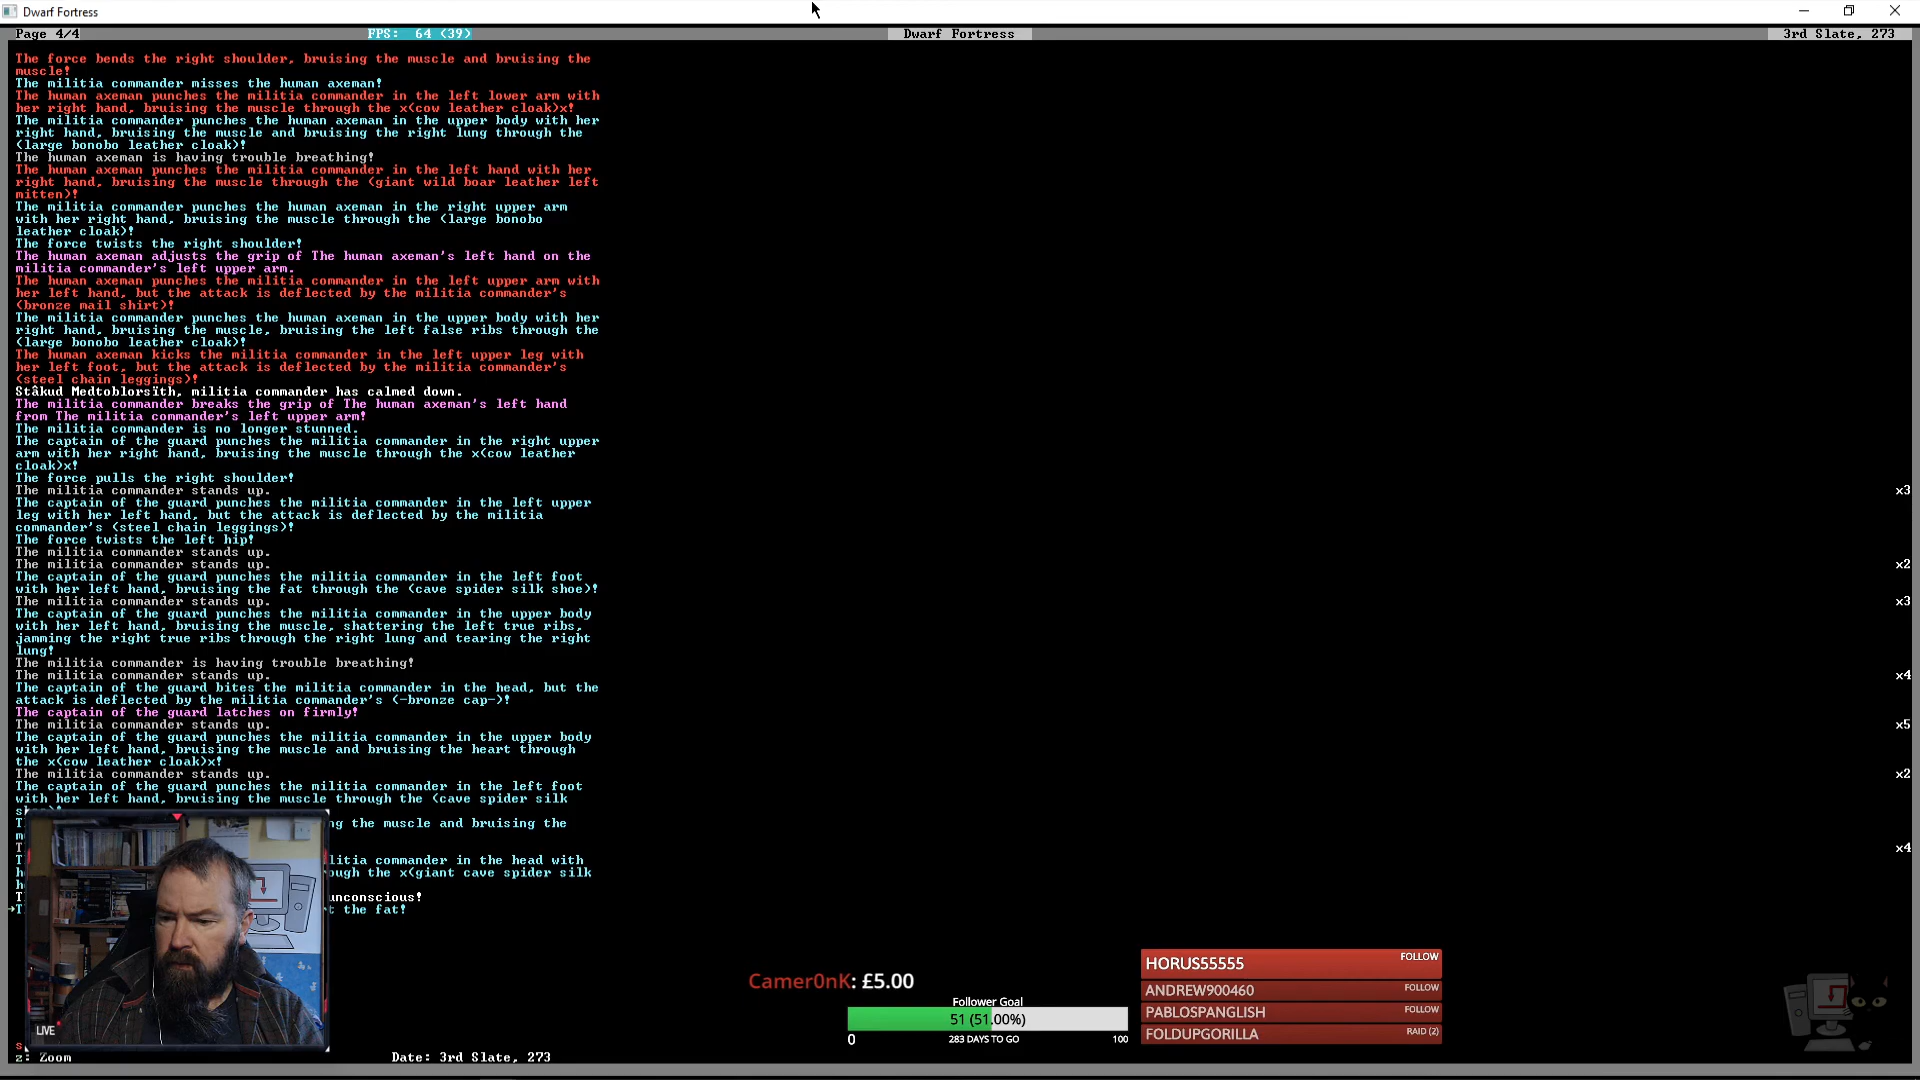 Dwarf Fortress
Page 4/4
FPS: 64 (39)
Dwarf Fortress
3rd Slate, 273
The force bends the right shoulder, bruising the muscle and bruising the
muscle!
The militia commander misses the human axeman!
The human axeman punches the militia commander in the left lower arm with
her right hand, bruising the muscle through the x(cow leather cloak)x!
The militia commander punches the human axeman in the upper body with her
right hand, bruising the muscle and bruising the right lung through the
(large bonobo leather cloak)!
The human axeman is having trouble breathing!
The human axeman punches the militia commander in the left hand with her
right hand, bruising the muscle through the (giant wild boar leather left
mitten)!
The militia commander punches the human axeman in the right upper arm
with her right hand, bruising the muscle through the (large bonobo
leather cloak)!
The force twists the right shoulder!
The human axeman adjusts the grip of The human axeman's left hand on the
militia commander's left upper arm.
The human axeman punches the militia commander in the left upper arm with
her left hand, but the attack is deflected by the militia commander's
(bronze mail shirt)!
The militia commander punches the human axeman in the upper body with her
right hand, bruising the muscle, bruising the left false ribs through the
(large bonobo leather cloak)!
The human axeman kicks the militia commander in the left upper leg with
her left foot, but the attack is deflected by the militia commander's
(steel chain leggings)!
Stâkud Medtoblorsïth, militia commander has calmed down.
The militia commander breaks the grip of The human axeman's left hand
from The militia commander's left upper arm!
The militia commander is no longer stunned.
The captain of the guard punches the militia commander in the right upper
arm with her right hand, bruising the muscle through the x(cow leather
cloak)x!
The force pulls the right shoulder!
The militia commander stands up.
x3
The captain of the guard punches the militia commander in the left upper
leg with her left hand, but the attack is deflected by the militia
commander's (steel chain leggings)!
The force twists the left hip!
The militia commander stands up.
The militia commander stands up.
x2
The captain of the guard punches the militia commander in the left foot
with her left hand, bruising the fat through the (cave spider silk shoe)!
The militia commander stands up.
x3
The captain of the guard punches the militia commander in the upper body
with her left hand, bruising the muscle, shattering the left true ribs,
jamming the right true ribs through the right lung and tearing the right
lung!
The militia commander is having trouble breathing!
The militia commander stands up.
x4
The captain of the guard bites the militia commander in the head, but the
attack is deflected by the militia commander's (-bronze cap-)!
The captain of the guard latches on firmly!
The militia commander stands up.
x5
The captain of the guard punches the militia commander in the upper body
with her left hand, bruising the muscle and bruising the heart through
the x(cow leather cloak)x!
The militia commander stands up.
x2
The captain of the guard punches the militia commander in the left foot
with her left hand, bruising the muscle through the (cave spider silk
ng the muscle and bruising the
x4
litia commander in the head with
ough the x(giant cave spider silk
unconscious!
t the fat!
LIVE
z: Zoom
Date: 3rd Slate, 273
Camer0nK: £5.00
Follower Goal
51 (51.00%)
0
283 DAYS TO GO
100
HORUS55555
FOLLOW
ANDREW900460
FOLLOW
PABLOSPANGLISH
FOLLOW
FOLDUPGORILLA
RAID (2)